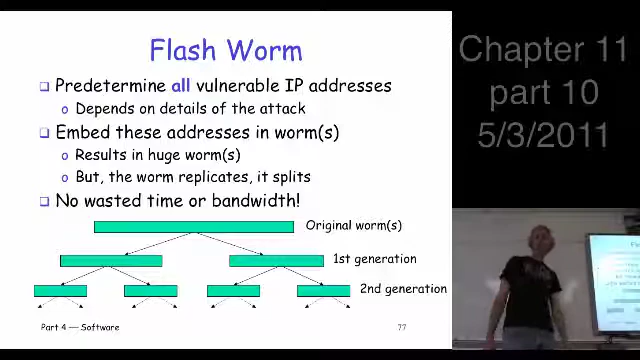 Flash Worm
Predetermine all vulnerable IP addresses
Depends on details of the attack
Embed these addresses in worm(s)
Results in huge worm(s)
But, the worm replicates, it splits
No wasted time or bandwidth!
Original worm(s)
1st generation
2nd generation
Part 4 — Software
77
Chapter 11
part 10
5/3/2011